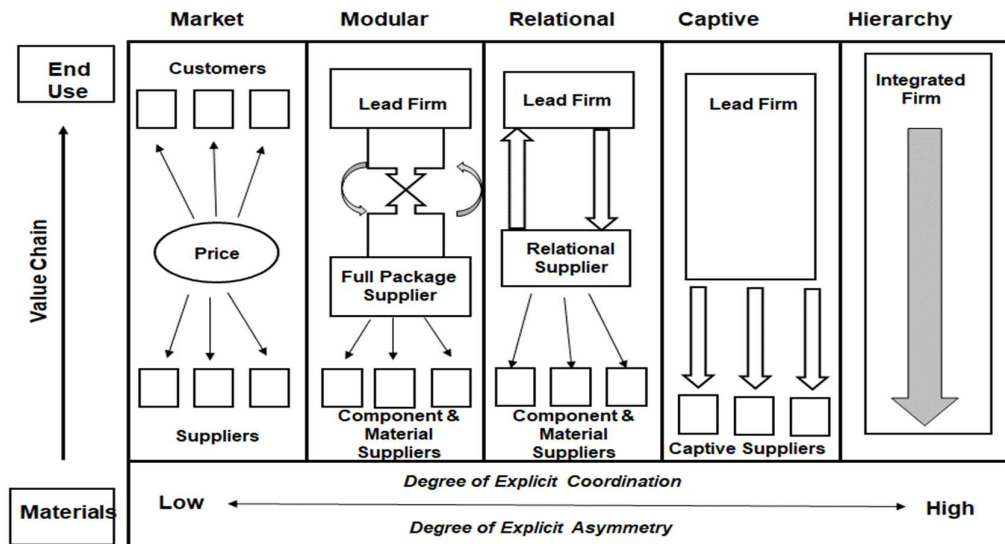 Market
Modular
Relational
Captive
Hierarchy
End
Use
Value Chain
Materials
Customers
Price
Suppliers
Lead Firm
Full Package
Supplier
Component &
Material
Suppliers
Lead Firm
Relational
Supplier
Component &
Material
Suppliers
Lead Firm
Captive Suppliers
Integrated
Firm
Degree of Explicit Coordination
Low
High
Degree of Explicit Asymmetry